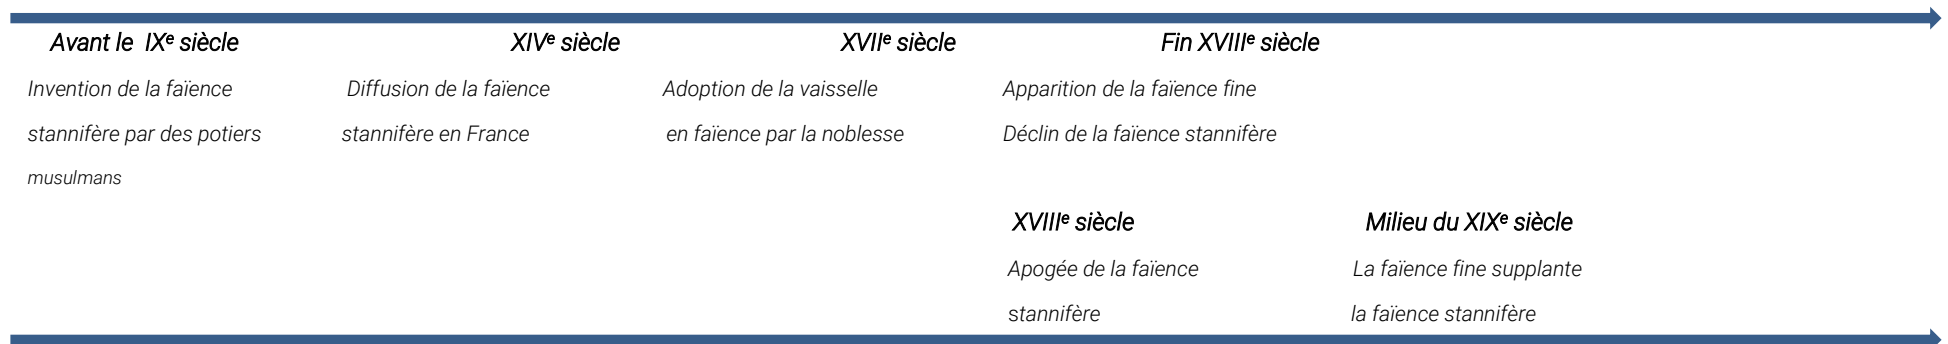 Avant le IXe siècle
Invention de la faïence
stannifère par des potiers
musulmans
XIVe siècle
Diffusion de la faïence
stannifère en France
XVIIe siècle
Adoption de la vaisselle
en faïence par la noblesse
Fin XVIIIe siècle
Apparition de la faïence fine
Déclin de la faïence stannifère
XVIIIe siècle
Apogée de la faïence
stannifère
Milieu du XIXe siècle
La faïence fine supplante
la faïence stannifère